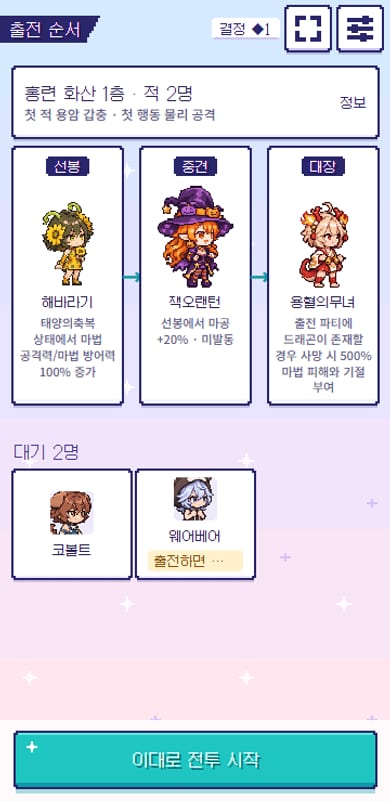 출전 순서
결정 ◆1
홍련 화산 1층 · 적 2명
첫 적 용암 갑충 · 첫 행동 물리 공격
정보
선봉
해바라기
태양의축복
상태에서 마법
공격력/마법 방어력
100% 증가
중견
잭오랜턴
선봉에서 마공
+20% · 미발동
대장
용혈의무녀
출전 파티에
드래곤이 존재할
경우 사망 시 500%
마법 피해와 기절
부여
대기 2명
코볼트
웨어베어
출전하면 …
이대로 전투 시작